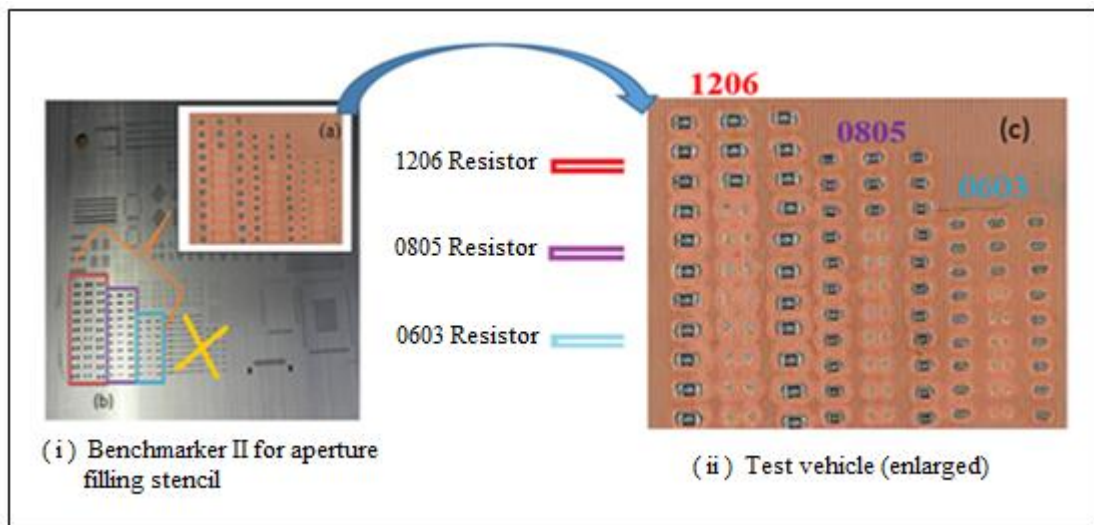 1206
(a)
0805
(c)
1206 Resistor
0603
0805 Resistor
0603 Resistor
(b)
( i ) Benchmarker II for aperture
filling stencil
( ii ) Test vehicle (enlarged)